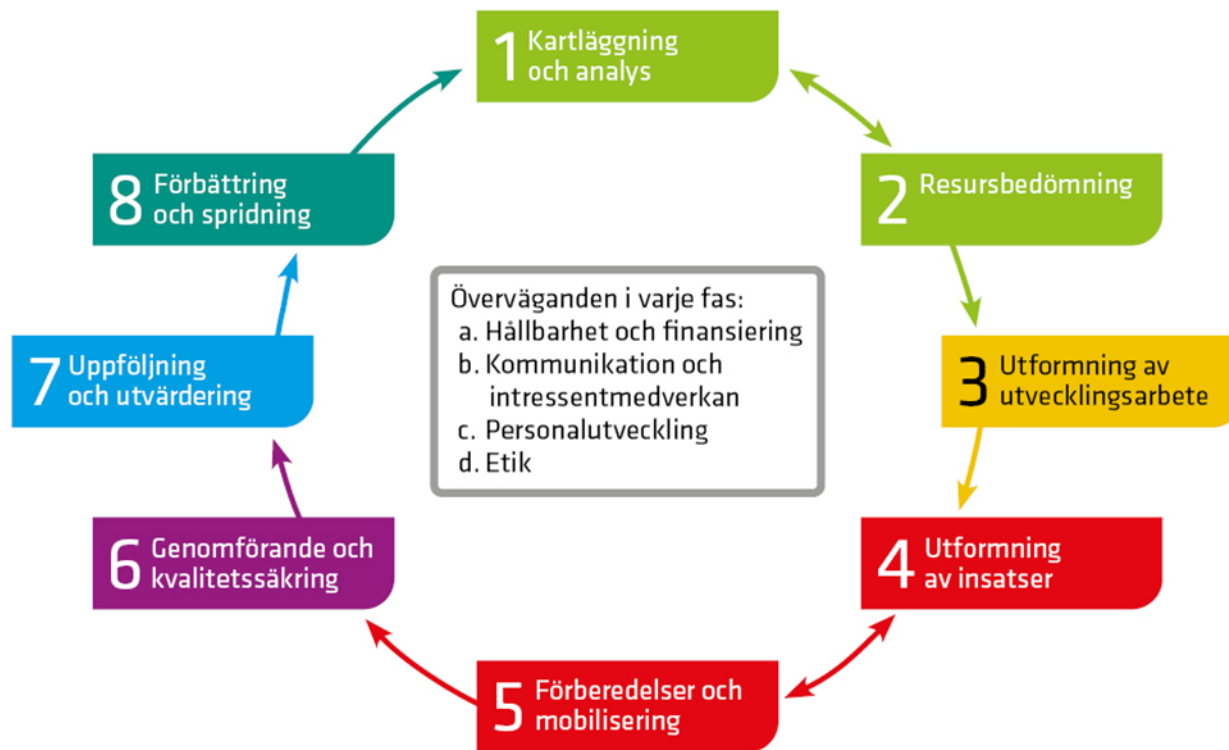 1 Kartläggning
och analys
2 Resursbedömning
3 Utformning av
utvecklingsarbete
4 Utformning
av insatser
5 Förberedelser och
mobilisering
6 Genomförande och
kvalitetssäkring
7 Uppföljning
och utvärdering
8 Förbättring
och spridning
Överväganden i varje fas:
a. Hållbarhet och finansiering
b. Kommunikation och
intressentmedverkan
c. Personalutveckling
d. Etik